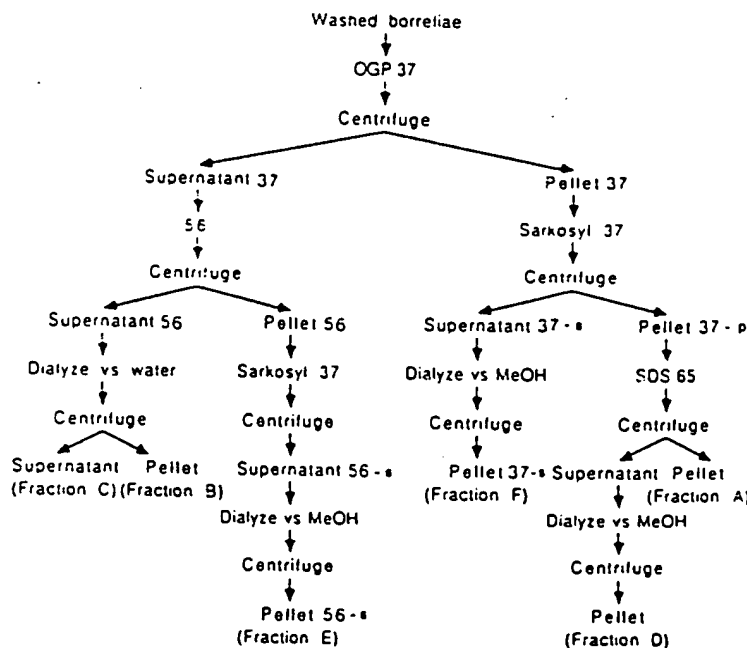 Washed borreliae
OGP 37
Centrifuge
Supernatant 37 Pellet 37
56 Sarkosyl 37
Centrifuge Centrifuge
Supernatant 56 Pellet 56 Supernatant 37-s Pellet 37-p
Dialyze vs water Sarkosyl 37 Dialyze vs MeOH SDS 65
Centrifuge Centrifuge Centrifuge Centrifuge
Supernatant Pellet Supernatant 56-s Pellet 37-s Supernatant Pellet
(Fraction C) (Fraction B) (Fraction F) (Fraction A)
Dialyze vs MeOH Dialyze vs MeOH
Centrifuge Centrifuge
Pellet 56-s Pellet
(Fraction E) (Fraction D)